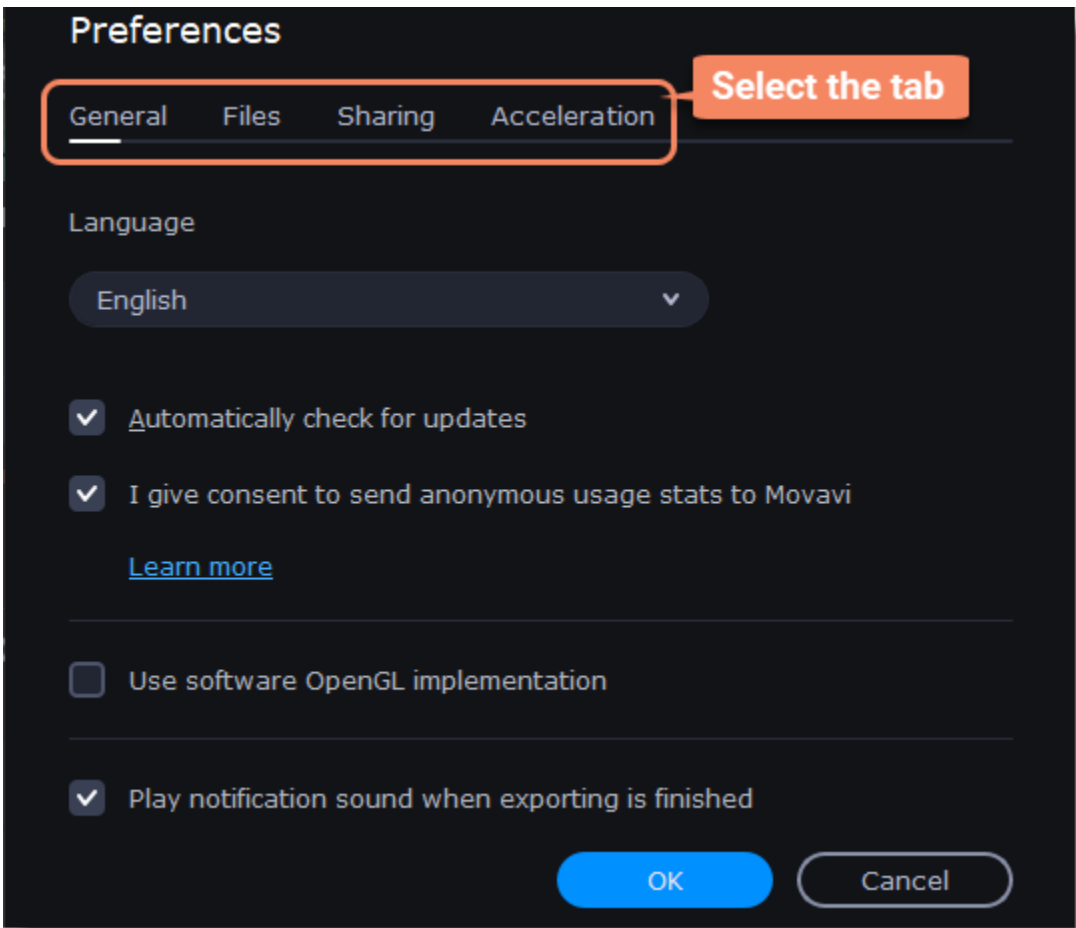 Preferences
General Files Sharing Acceleration
Select the tab
Language
English
Automatically check for updates
I give consent to send anonymous usage stats to Movavi
Learn more
Use software OpenGL implementation
Play notification sound when exporting is finished
OK Cancel